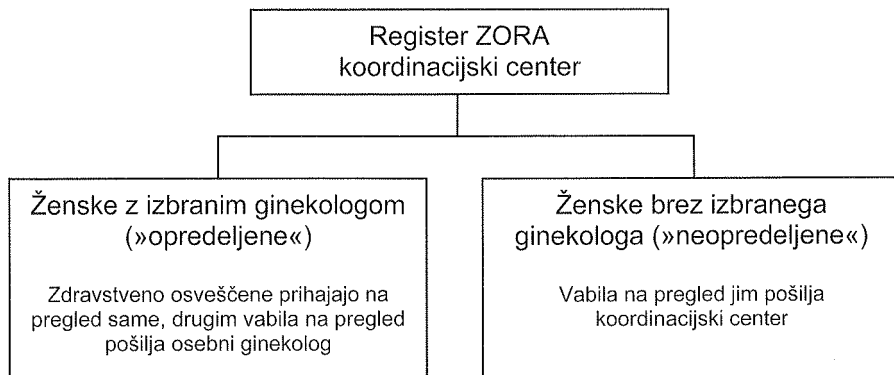 Register ZORA
koordinacijski center
Ženske z izbranim ginekologom
(»opredeljene«)
Zdravstveno osveščene prihajajo na
pregled same, drugim vabila na pregled
pošilja osebni ginekolog
Ženske brez izbranega
ginekologa (»neopredeljene«)
Vabila na pregled jim pošilja
koordinacijski center